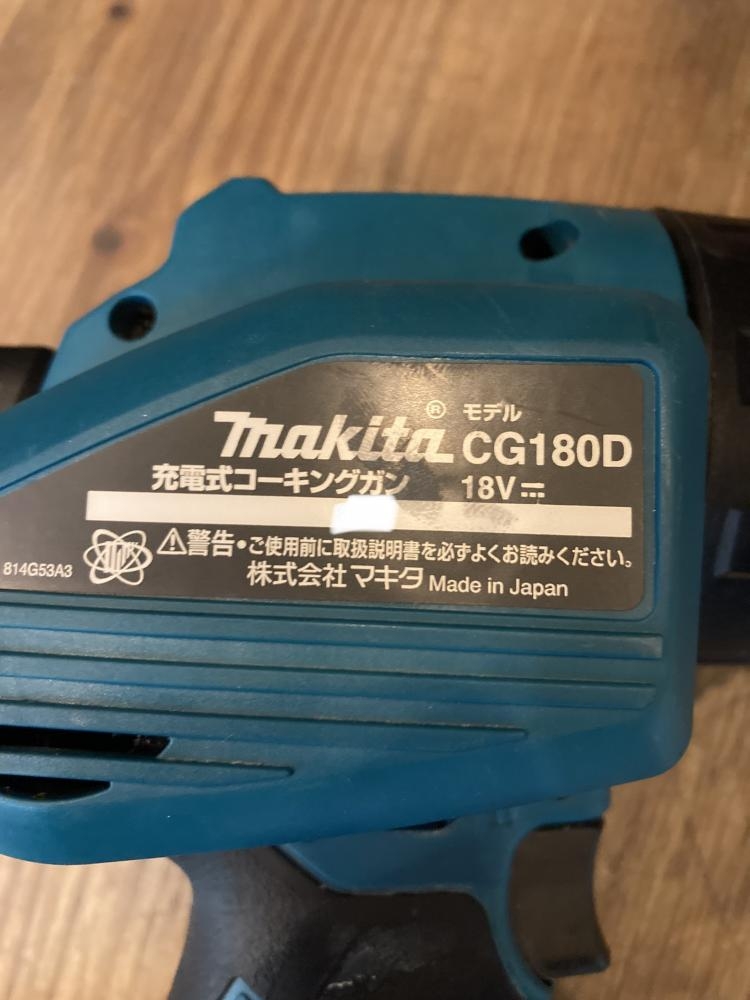 makita® モデル CG180D
充電式コーキングガン 18V⎓
⚠警告・ご使用前に取扱説明書を必ずよくお読みください。
814G53A3
株式会社 マキタ Made in Japan